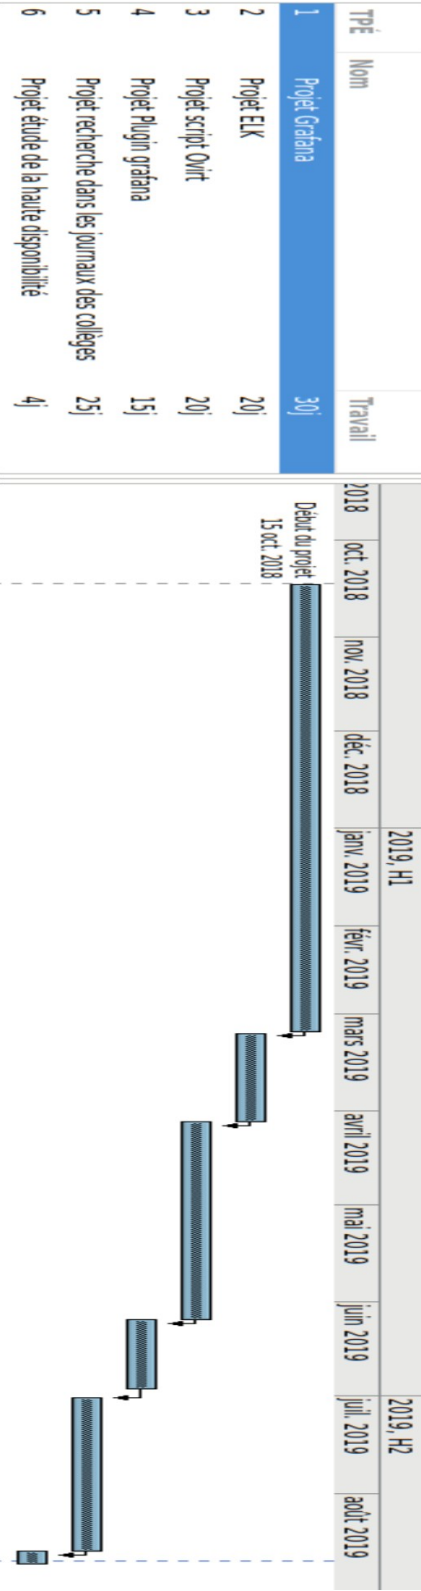 TPÉ Nom Travail
1 Projet Grafana 30j
2 Projet ELK 20j
3 Projet script Ovirt 20j
4 Projet Plugin grafana 15j
5 Projet recherche dans les journaux des collèges 25j
6 Projet étude de la haute disponibilité 4j
2019, H1 2019, H2
2018 oct. 2018 nov. 2018 déc. 2018 janv. 2019 févr. 2019 mars 2019 avril 2019 mai 2019 juin 2019 juil. 2019 août 2019
Début du projet
15 oct. 2018